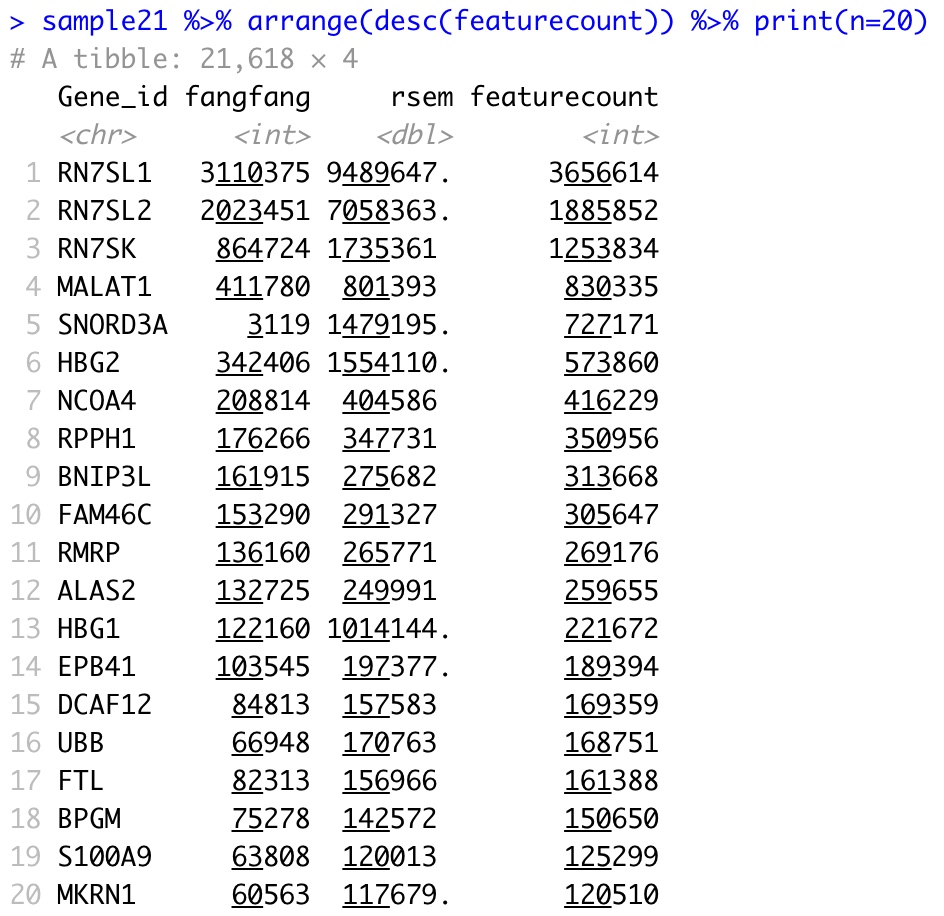 > sample21 %>% arrange(desc(featurecount)) %>% print(n=20)
# A tibble: 21,618 × 4
Gene_id fangfang rsem featurecount
<chr> <int> <dbl> <int>
1 RN7SL1 3110375 9489647. 3656614
2 RN7SL2 2023451 7058363. 1885852
3 RN7SK 864724 1735361 1253834
4 MALAT1 411780 801393 830335
5 SNORD3A 3119 1479195. 727171
6 HBG2 342406 1554110. 573860
7 NCOA4 208814 404586 416229
8 RPPH1 176266 347731 350956
9 BNIP3L 161915 275682 313668
10 FAM46C 153290 291327 305647
11 RMRP 136160 265771 269176
12 ALAS2 132725 249991 259655
13 HBG1 122160 1014144. 221672
14 EPB41 103545 197377. 189394
15 DCAF12 84813 157583 169359
16 UBB 66948 170763 168751
17 FTL 82313 156966 161388
18 BPGM 75278 142572 150650
19 S100A9 63808 120013 125299
20 MKRN1 60563 117679. 120510